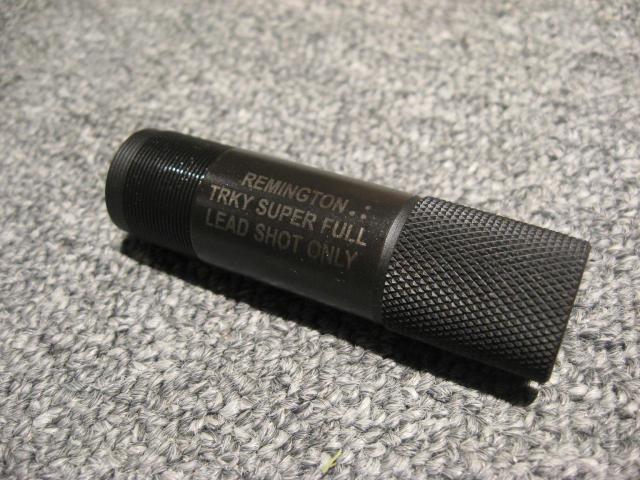 REMINGTON
TRKY SUPER FULL
LEAD SHOT ONLY